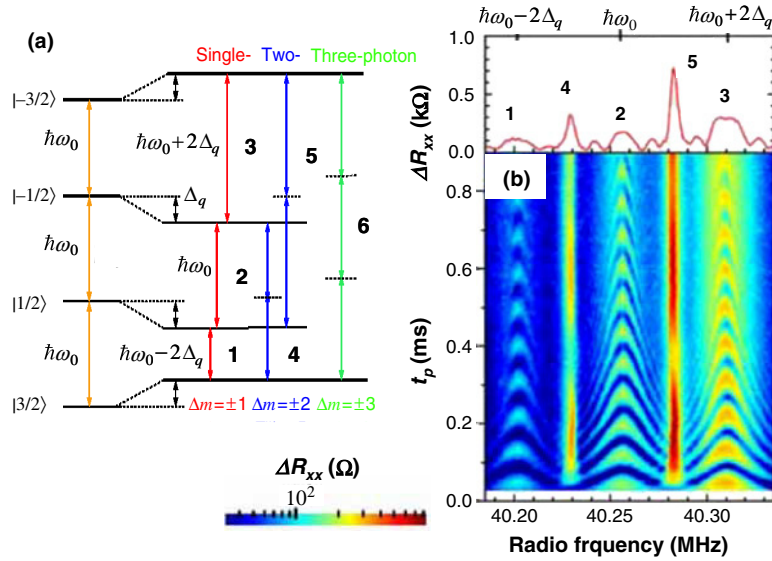 (a)
Single- Two- Three-photon
|−3/2⟩
ℏω₀
ℏω₀+2Δq
3
5
|−1/2⟩
Δq
6
ℏω₀
ℏω₀
2
|1/2⟩
ℏω₀
ℏω₀−2Δq
1
4
|3/2⟩
Δm=±1 Δm=±2 Δm=±3
ΔRxx (Ω)
10²
ℏω₀−2Δq ℏω₀ ℏω₀+2Δq
1.0
0.5
0.0
ΔRxx (kΩ)
1 4 2 5 3
(b)
0.8
0.6
0.4
0.2
0.0
tp (ms)
40.20 40.25 40.30
Radio frquency (MHz)